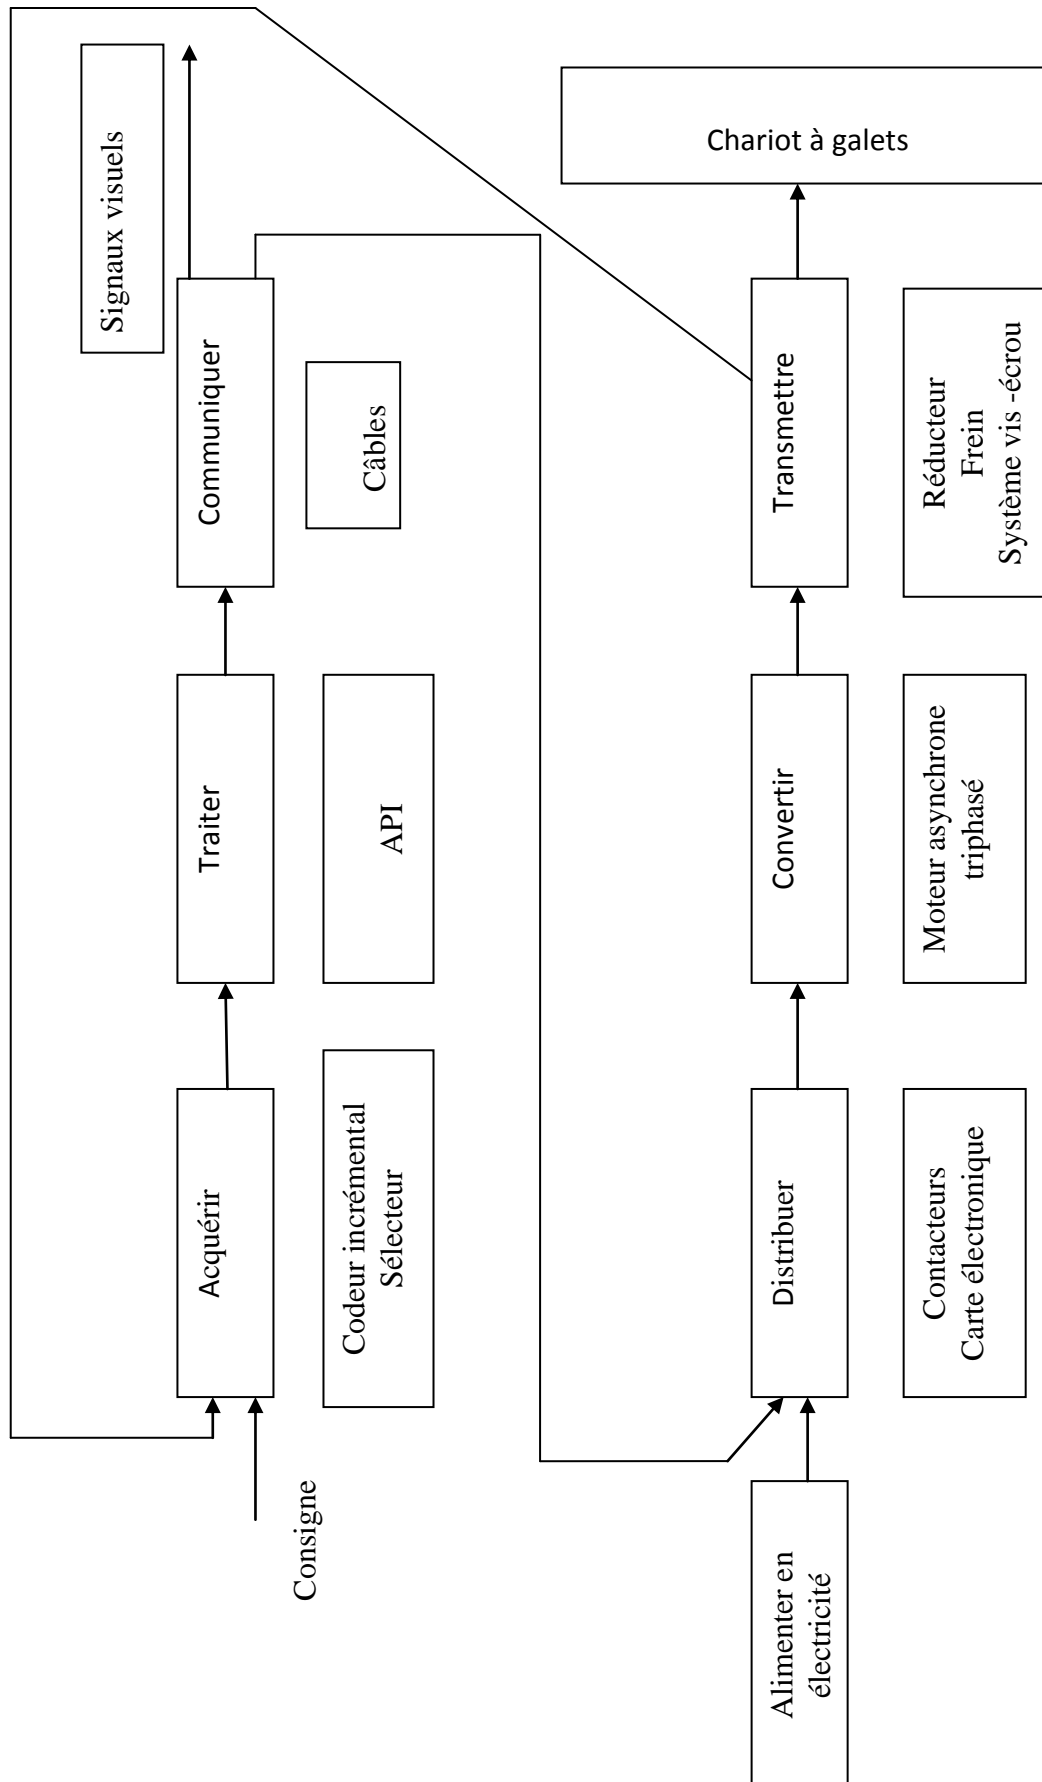 Consigne
Acquérir
Codeur incrémental
Sélecteur
Traiter
API
Communiquer
Câbles
Signaux visuels
Alimenter en
électricité
Distribuer
Contacteurs
Carte électronique
Convertir
Moteur asynchrone
triphasé
Transmettre
Réducteur
Frein
Système vis -écrou
Chariot à galets